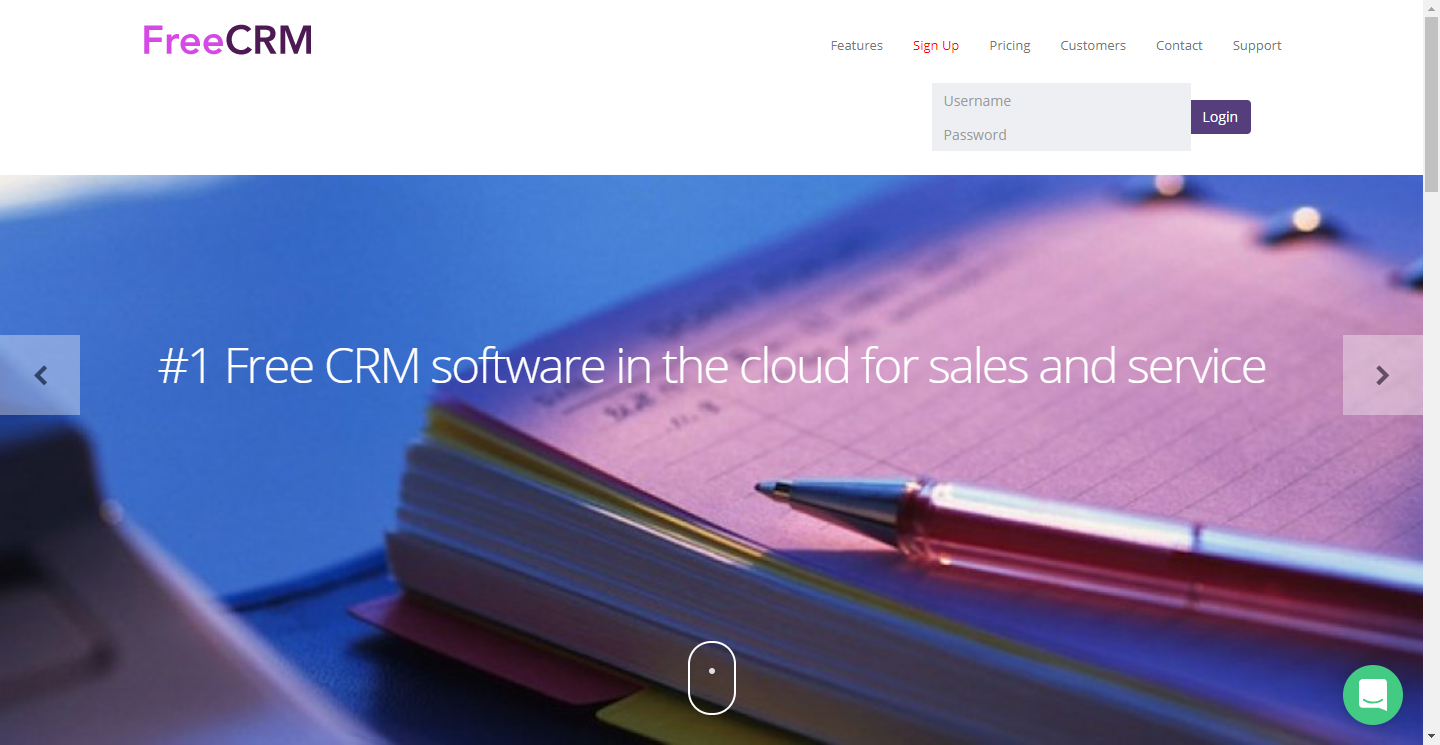 FreeCRM
Features Sign Up Pricing Customers Contact Support
Username
Login
Password
#1 Free CRM software in the cloud for sales and service